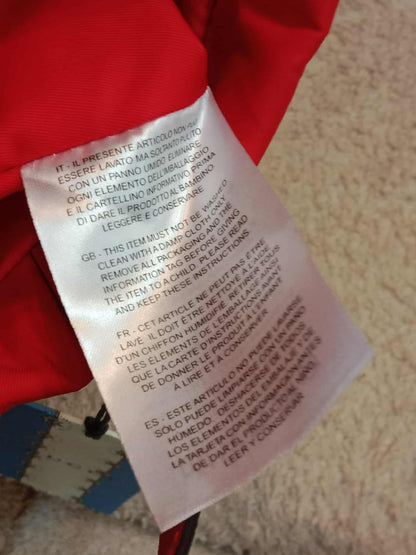 IT - IL PRESENTE ARTICOLO NON PUÒ
ESSERE LAVATO MA SOLTANTO PULITO
CON UN PANNO UMIDO. ELIMINARE
OGNI ELEMENTO DELL'IMBALLAGGIO
E IL CARTELLINO INFORMATIVO PRIMA
DI DARE IL PRODOTTO AL BAMBINO
LEGGERE E CONSERVARE
GB - THIS ITEM MUST NOT BE WASHED
CLEAN WITH A DAMP CLOTH ONLY
REMOVE ALL PACKAGING AND THE
INFORMATION TAG BEFORE GIVING
THE ITEM TO A CHILD. PLEASE READ
AND KEEP THESE INSTRUCTIONS.
FR - CET ARTICLE NE PEUT PAS ÊTRE
LAVÉ. IL DOIT ÊTRE NETTOYÉ À L'AIDE
D'UN CHIFFON HUMIDIFIÉ. RETIRER TOUS
LES ÉLÉMENTS DE L'EMBALLAGE AINSI
QUE LA CARTE D'INSTRUCTIONS AVANT
DE DONNER LE PRODUIT À L'ENFANT
À LIRE ET À CONSERVER
ES - ESTE ARTICULO NO PUEDE LAVARSE,
SÓLO PUEDE LIMPIARSE CON UN PAÑO
HÚMEDO. DESHACERSE DE TODOS
LOS ELEMENTOS DEL EMBALAJE Y
LA TARJETA CON INFORMACIÓN ANTES
DE DAR EL PRODUCTO AL NIÑO
LEER Y CONSERVAR